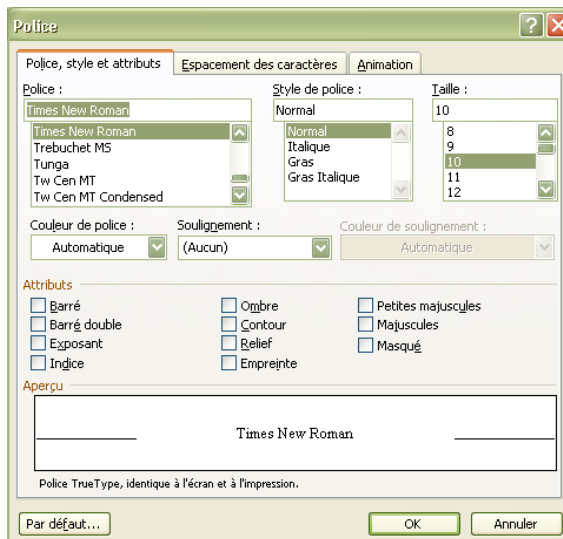 Police
Police, style et attributs Espacement des caractères Animation
Police : Style de police : Taille :
Times New Roman Normal 10
Times New Roman Normal 8
Trebuchet MS Italique 9
Tunga Gras 10
Tw Cen MT Gras Italique 11
Tw Cen MT Condensed 12
Couleur de police : Soulignement : Couleur de soulignement :
Automatique (Aucun) Automatique
Attributs
Barré Ombre Petites majuscules
Barré double Contour Majuscules
Exposant Relief Masqué
Indice Empreinte
Aperçu
Times New Roman
Police TrueType, identique à l'écran et à l'impression.
Par défaut... OK Annuler